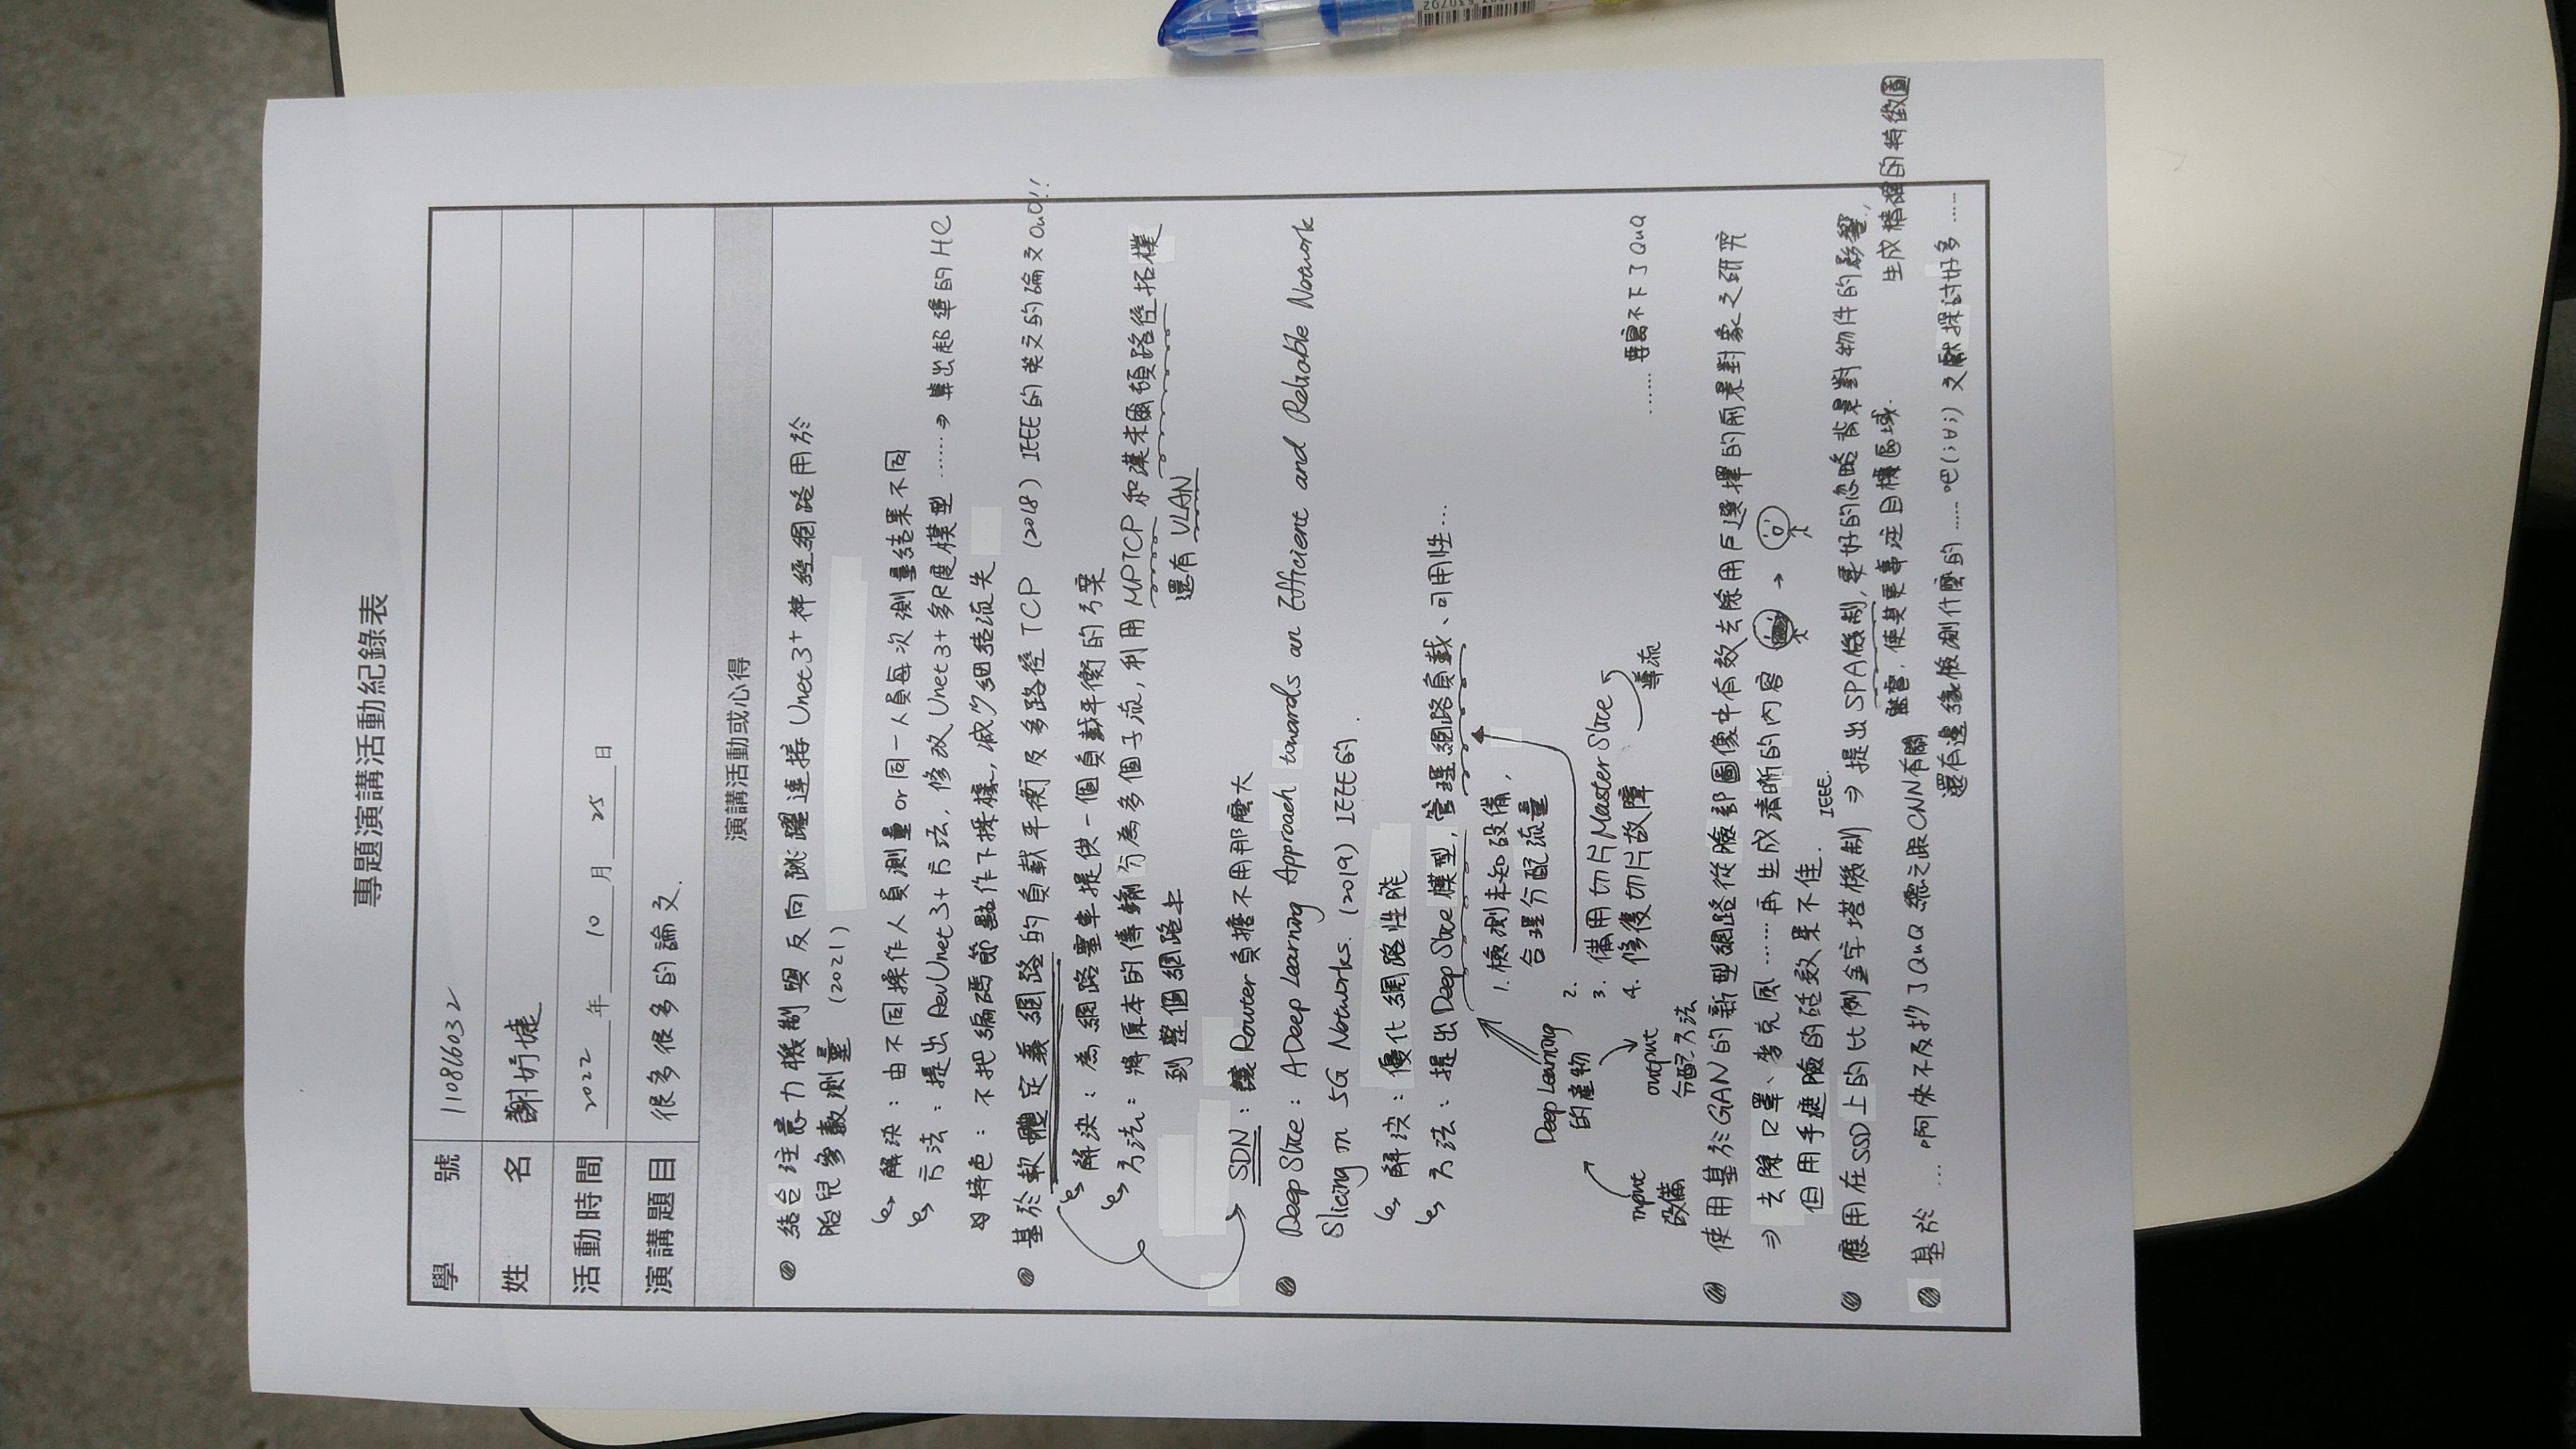 專題演講活動紀錄表
學號 110816032
姓名 謝妤婕
活動時間 2022 年 10 月 25 日
演講題目 很多很多的論文.
演講活動或心得
結合注意力機制與反向跳躍連接Unet3+神經網路用於
胎兒參數測量 (2021)
解決：由不同操作人員測量or同一人員每次測量結果不同
方法：提出RevUnet3+方法, 修改Unet3+多尺度模型 ……⇒ 算出超準的HC
特色：不把編碼節點作下採樣, 減少細結流失
基於軟體定義網路的負載平衡及多路徑TCP (2018) IEEE的英文的論文OuO!!
解決：為網路塞車提供一個負載平衡的方案
方法：將原本的傳輸分為多個子流, 利用MPTCP和漢米爾頓路徑拓樸
到整個網路上 還有VLAN
SDN：讓Router負擔不用那麼大
DeepSlice: A Deep Learning Approach towards an Efficient and Reliable Network
Slicing in 5G Networks. (2019) IEEE的.
解決：優化網路性能
方法：提出DeepSlice模型, 管理網路負載、可用性…
1. 檢測未知設備,
合理分配流量
Deep Learning
的產物
2.
3. 備用切片Master Slice
4. 修復切片故障
導流
input
設備
output
分配方法
…… 要寫不下了QuQ
使用基於GAN的新型網路從臉部圖像中有效去除用戶選擇的前景對象之研究
⇒ 去除口罩、麥克風……再生成清晰的內容 →
但用手遮臉的話效果不佳.
IEEE.
應用在SSD上的比例金字塔機制 ⇒ 提出SPA機制, 更好的忽略背景對物件的影響,
監督, 使其更專注目標區域. 生成精確的特徵圖
基於 … 啊來不及抄了QuQ 總之跟CNN有關
還有邊緣檢測什麼的 …… 吧(;∀;) 文獻探討好多 ……